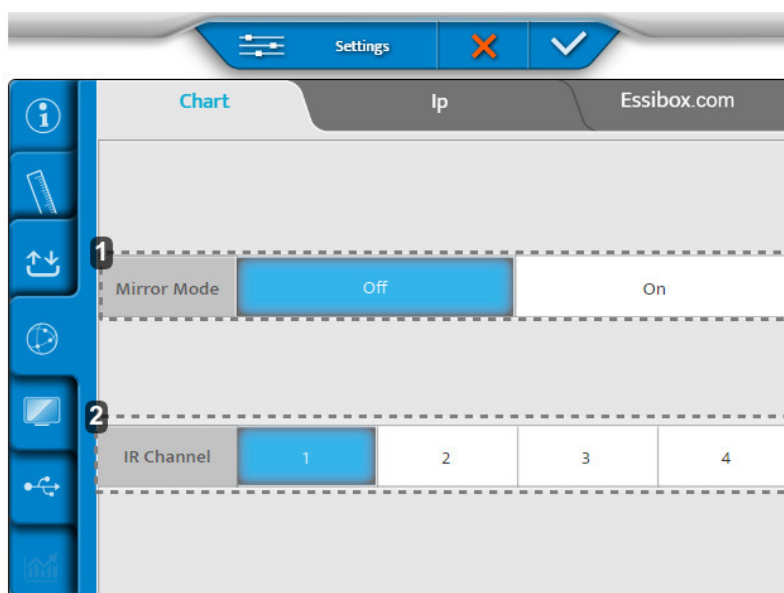 Settings
Chart Ip Essibox.com
1
Mirror Mode Off On
2
IR Channel 1 2 3 4